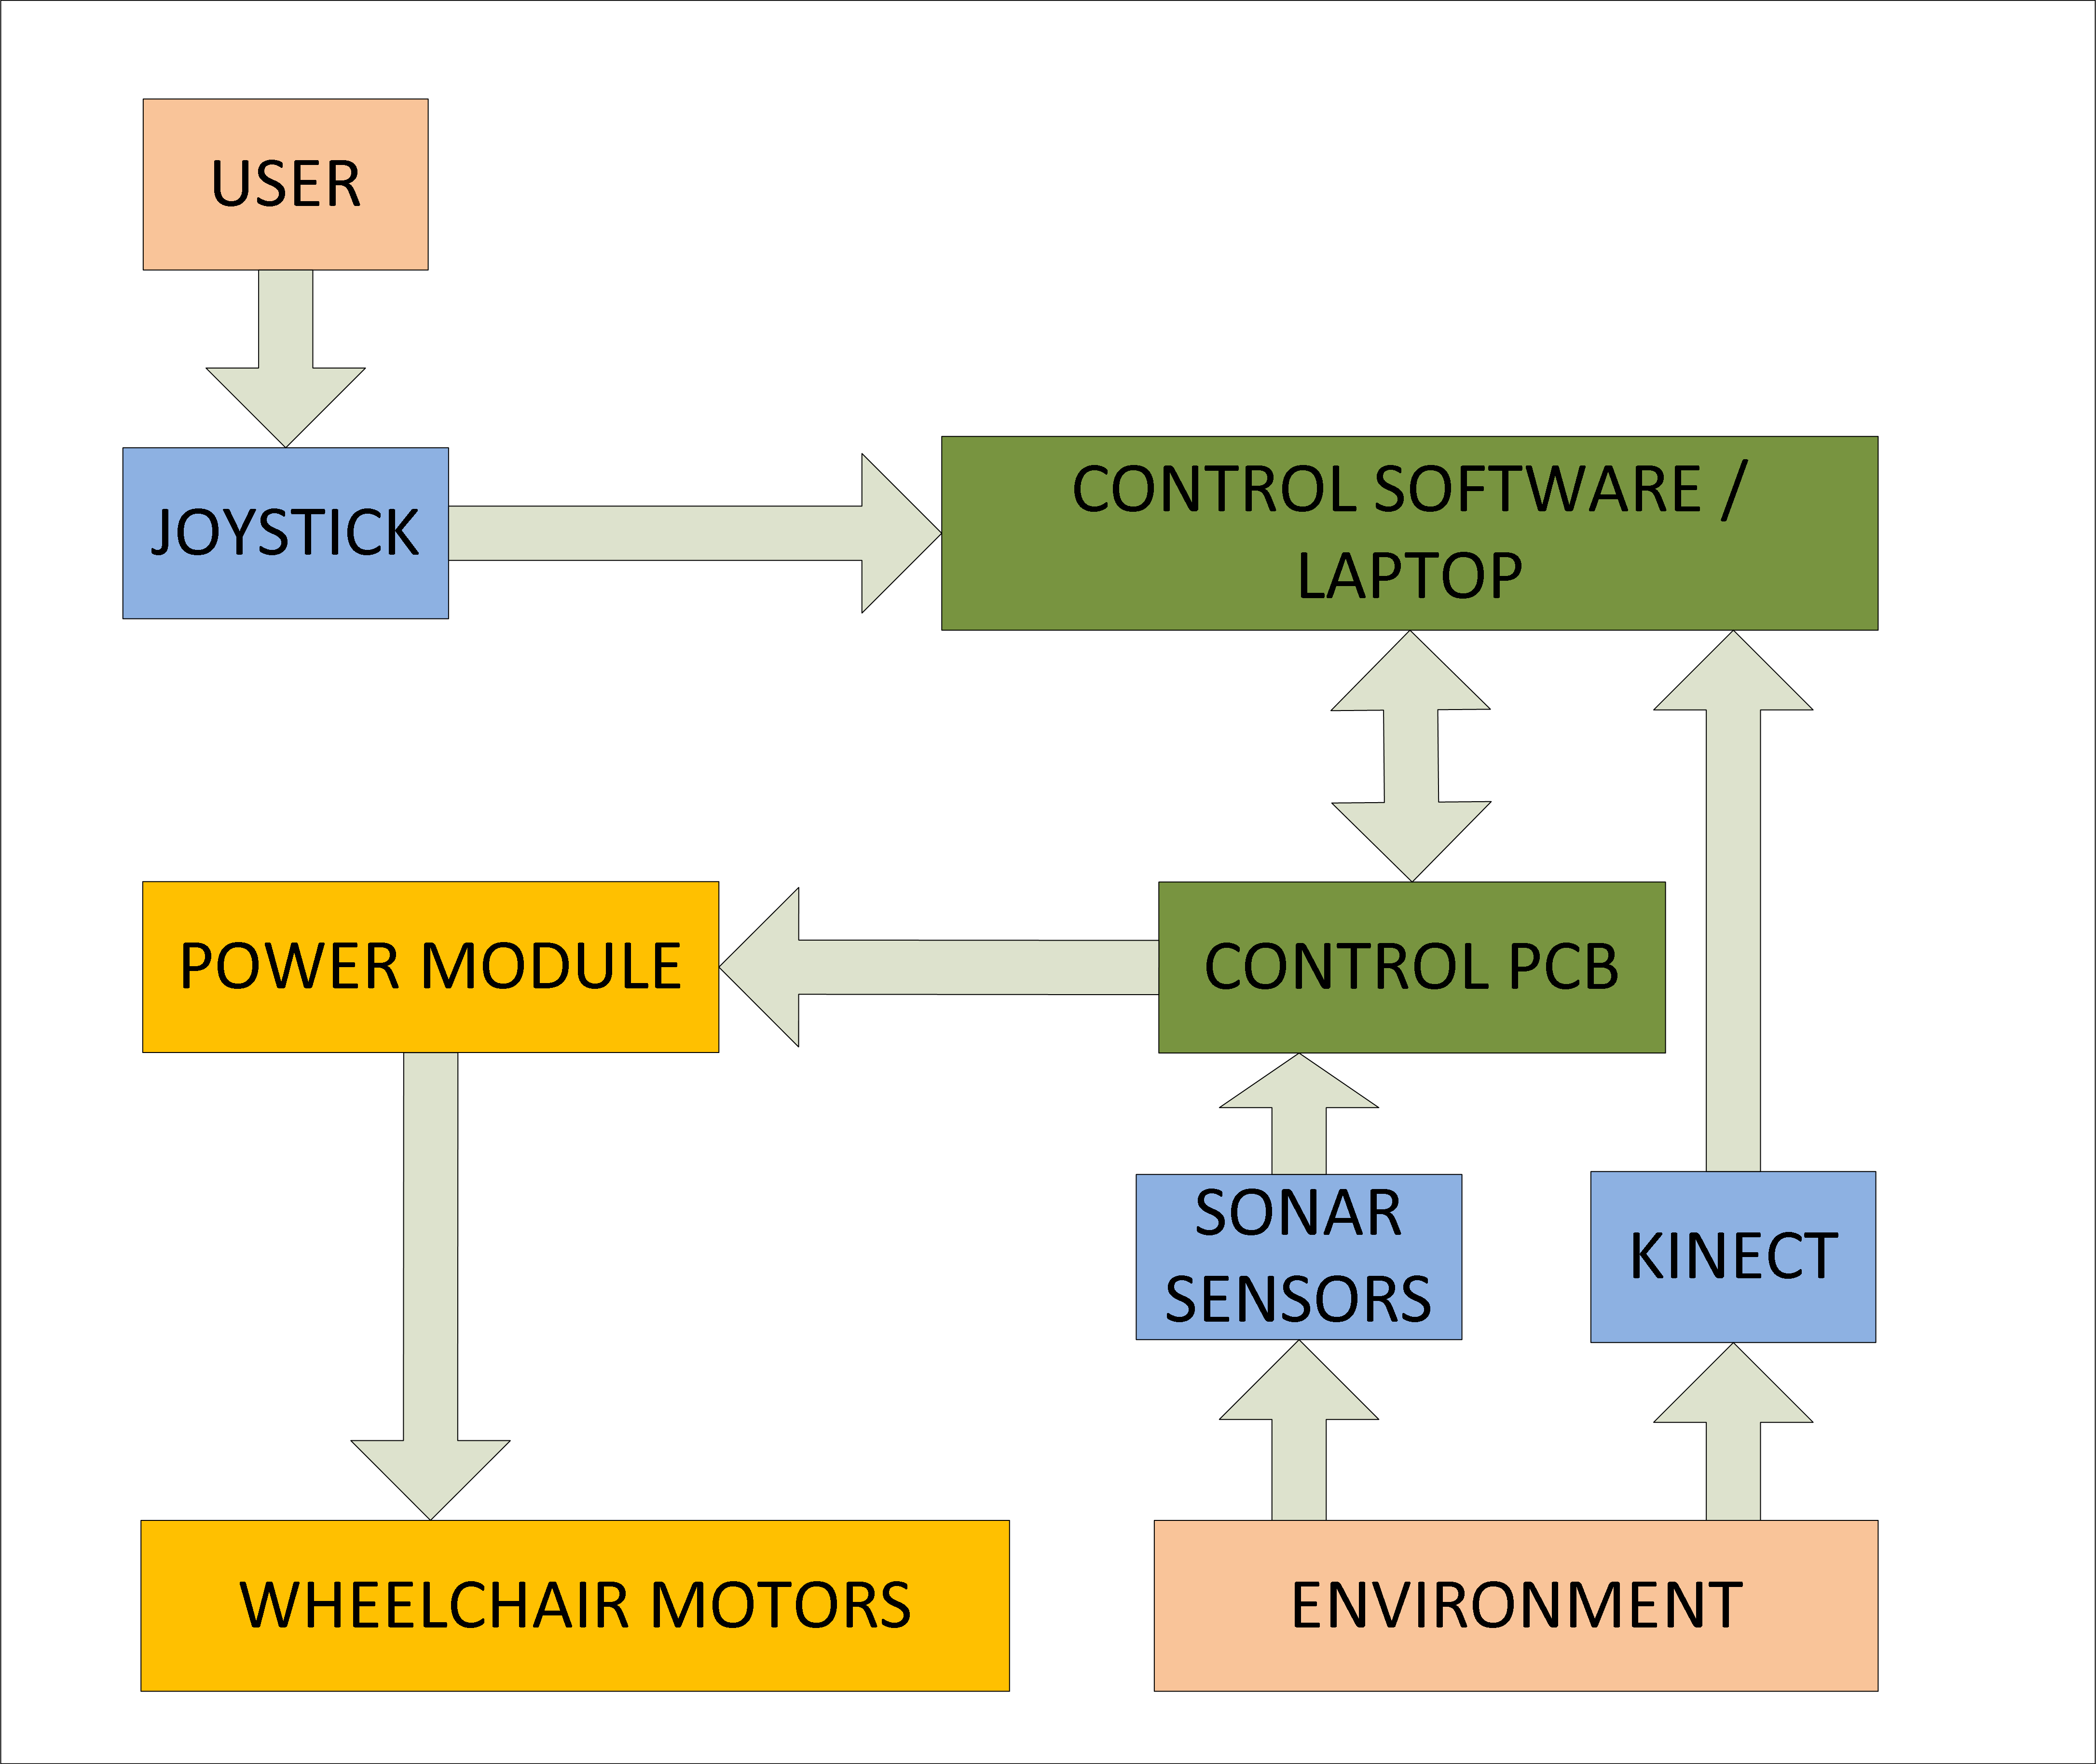 USER
JOYSTICK
CONTROL SOFTWARE /
LAPTOP
POWER MODULE
CONTROL PCB
SONAR
SENSORS
KINECT
WHEELCHAIR MOTORS
ENVIRONMENT